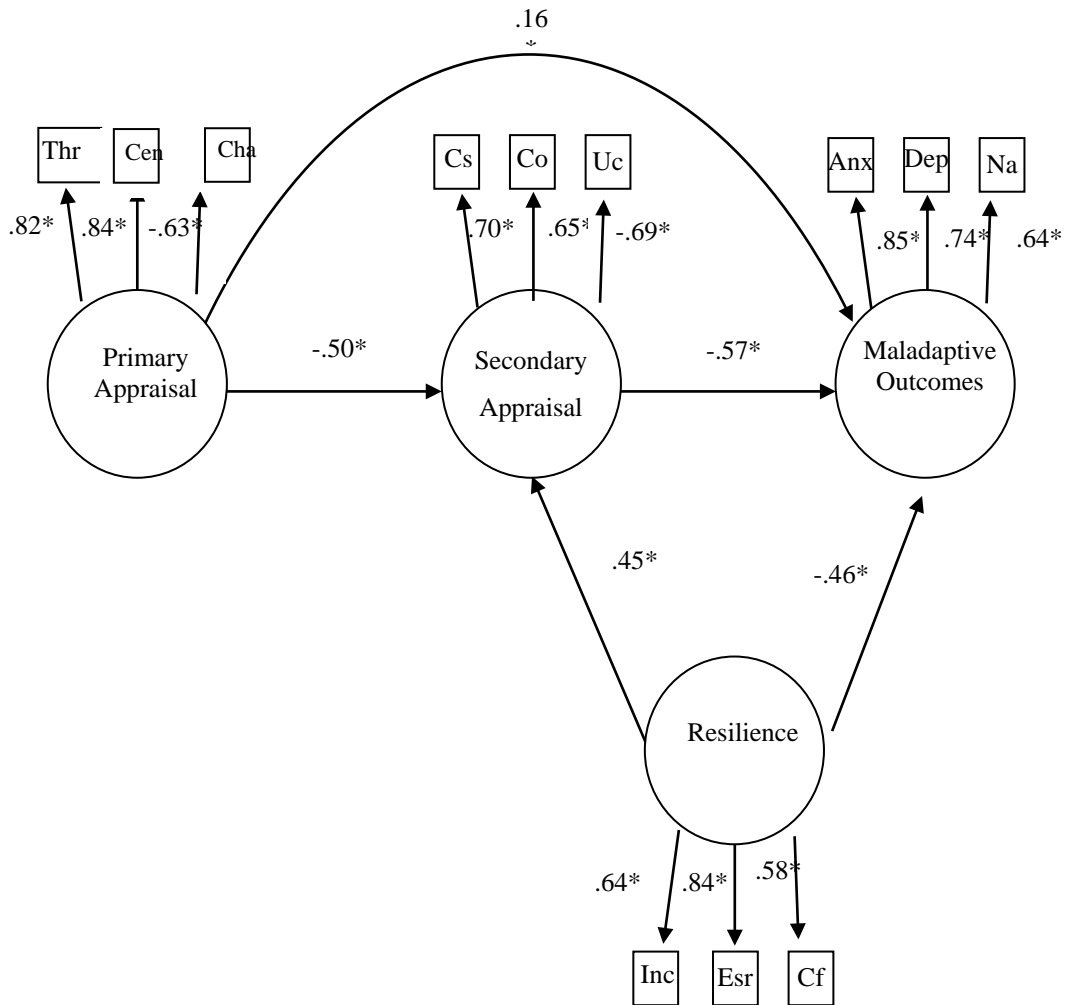 .16
*
Thr
Cen
Cha
Cs
Co
Uc
Anx
Dep
Na
.82*
.84*
-.63*
.70*
.65*
-.69*
.85*
.74*
.64*
Primary
Appraisal
-.50*
Secondary
Appraisal
-.57*
Maladaptive
Outcomes
.45*
-.46*
Resilience
.64*
.84*
.58*
Inc
Esr
Cf